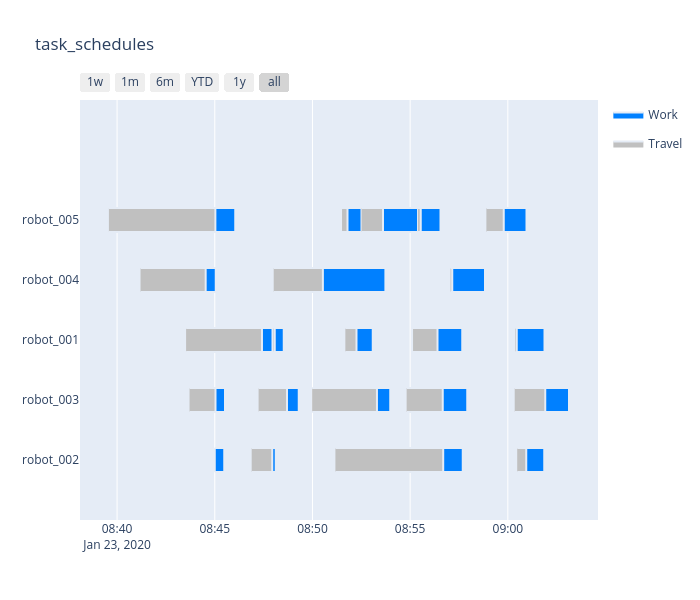 task_schedules
1w 1m 6m YTD 1y all
Work
Travel
robot_005
robot_004
robot_001
robot_003
robot_002
08:40 08:45 08:50 08:55 09:00
Jan 23, 2020